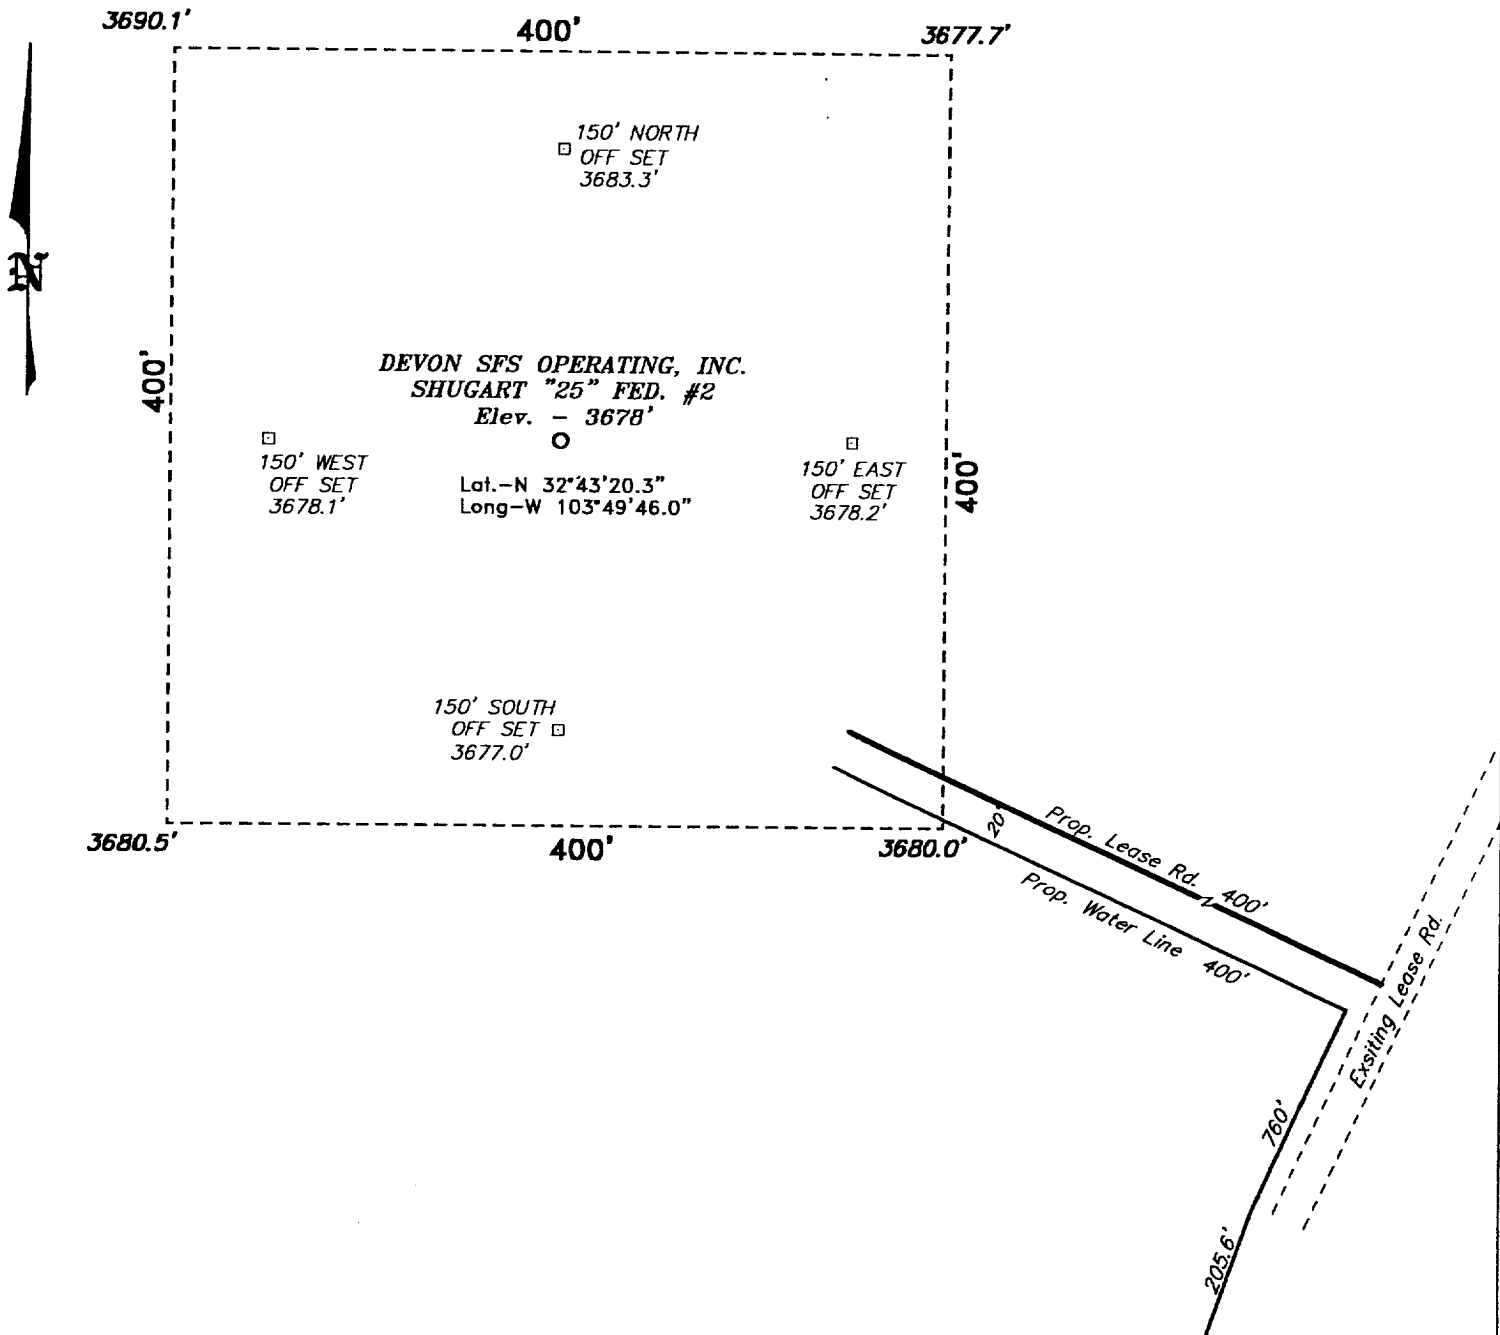 3690.1'
400'
3677.7'
150' NORTH
OFF SET
3683.3'
N
400'
DEVON SFS OPERATING, INC.
SHUGART "25" FED. #2
Elev. - 3678'
150' WEST
OFF SET
3678.1'
Lat.-N 32°43'20.3"
Long-W 103°49'46.0"
150' EAST
OFF SET
3678.2'
400'
150' SOUTH
OFF SET
3677.0'
3680.5'
400'
3680.0'
20'
Prop. Lease Rd. 400'
Prop. Water Line 400'
Exsiting Lease Rd.
760'
205.6'